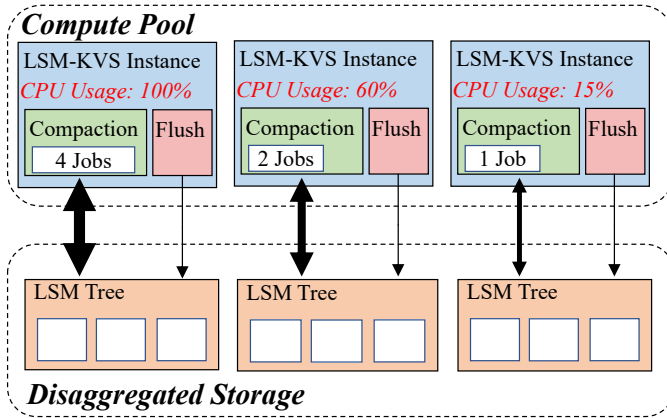 Compute Pool
LSM-KVS Instance
CPU Usage: 100%
Compaction
4 Jobs
Flush
LSM-KVS Instance
CPU Usage: 60%
Compaction
2 Jobs
Flush
LSM-KVS Instance
CPU Usage: 15%
Compaction
1 Job
Flush
LSM Tree
LSM Tree
LSM Tree
Disaggregated Storage